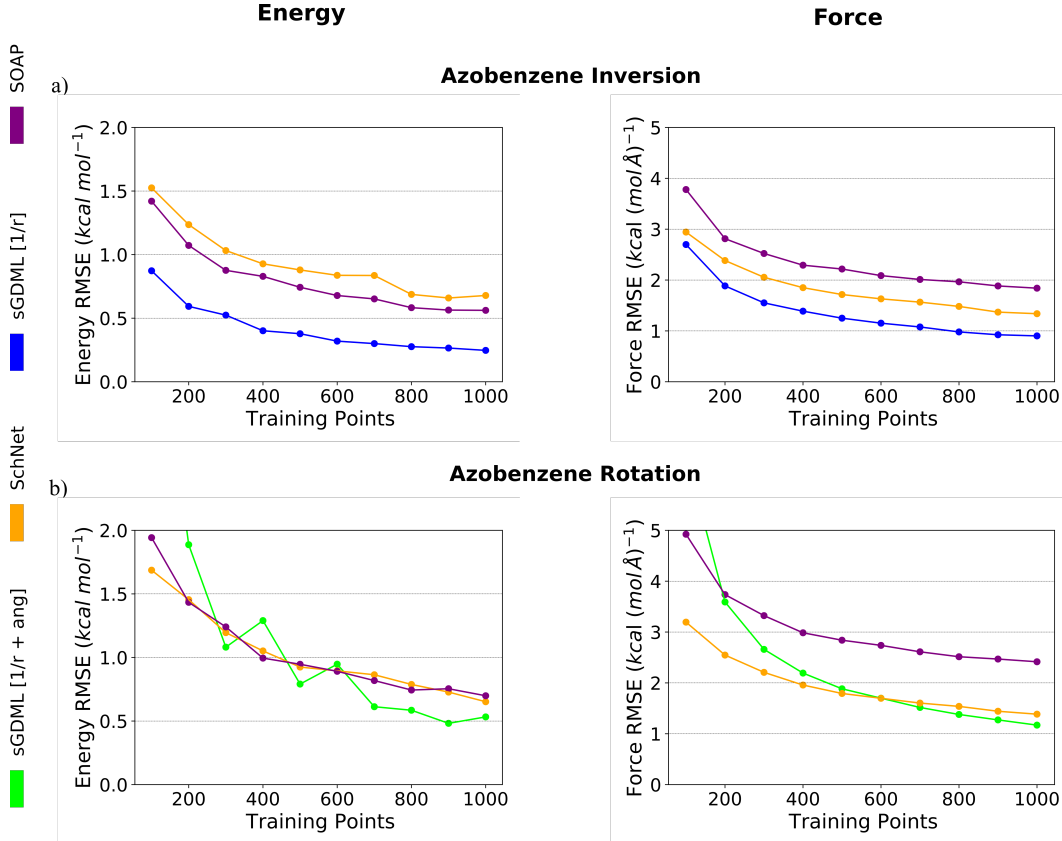 Energy
Force
SOAP
sGDML [1/r]
SchNet
sGDML [1/r + ang]
Azobenzene Inversion
a)
Energy RMSE (kcal mol⁻¹)
2.0
1.5
1.0
0.5
0.0
200 400 600 800 1000
Training Points
Force RMSE (kcal (mol Å)⁻¹)
5
4
3
2
1
0
200 400 600 800 1000
Training Points
Azobenzene Rotation
b)
Energy RMSE (kcal mol⁻¹)
2.0
1.5
1.0
0.5
0.0
200 400 600 800 1000
Training Points
Force RMSE (kcal (mol Å)⁻¹)
5
4
3
2
1
0
200 400 600 800 1000
Training Points